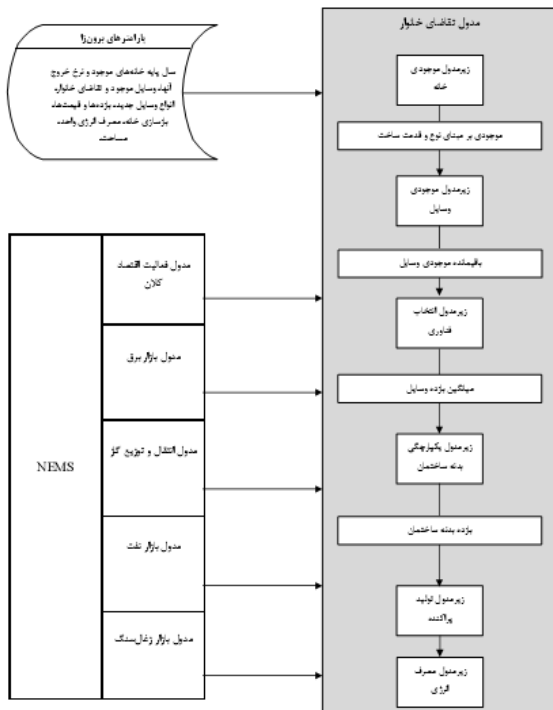 پارامترهای برون‌زا
سال پایه خانه‌های موجود و نرخ خروج
آنها، وسایل موجود و تقاضای خانوار،
انواع وسایل جدید، بازده‌ها و قیمت‌ها،
بازسازی خانه، مصرف انرژی واحد،
مساحت.
مدول تقاضای خانوار
زیرمدول موجودی
خانه
موجودی بر مبنای نوع و قدمت ساخت
زیرمدول موجودی
وسایل
باقیمانده موجودی وسایل
زیرمدول انتخاب
فناوری
میانگین بازده وسایل
زیرمدول یکپارچگی
بدنه ساختمان
بازده بدنه ساختمان
زیرمدول تولید
پراکنده
زیرمدول مصرف
انرژی
NEMS
مدول فعالیت اقتصاد
کلان
مدول بازار برق
مدول انتقال و توزیع گاز
مدول بازار نفت
مدول بازار زغال‌سنگ